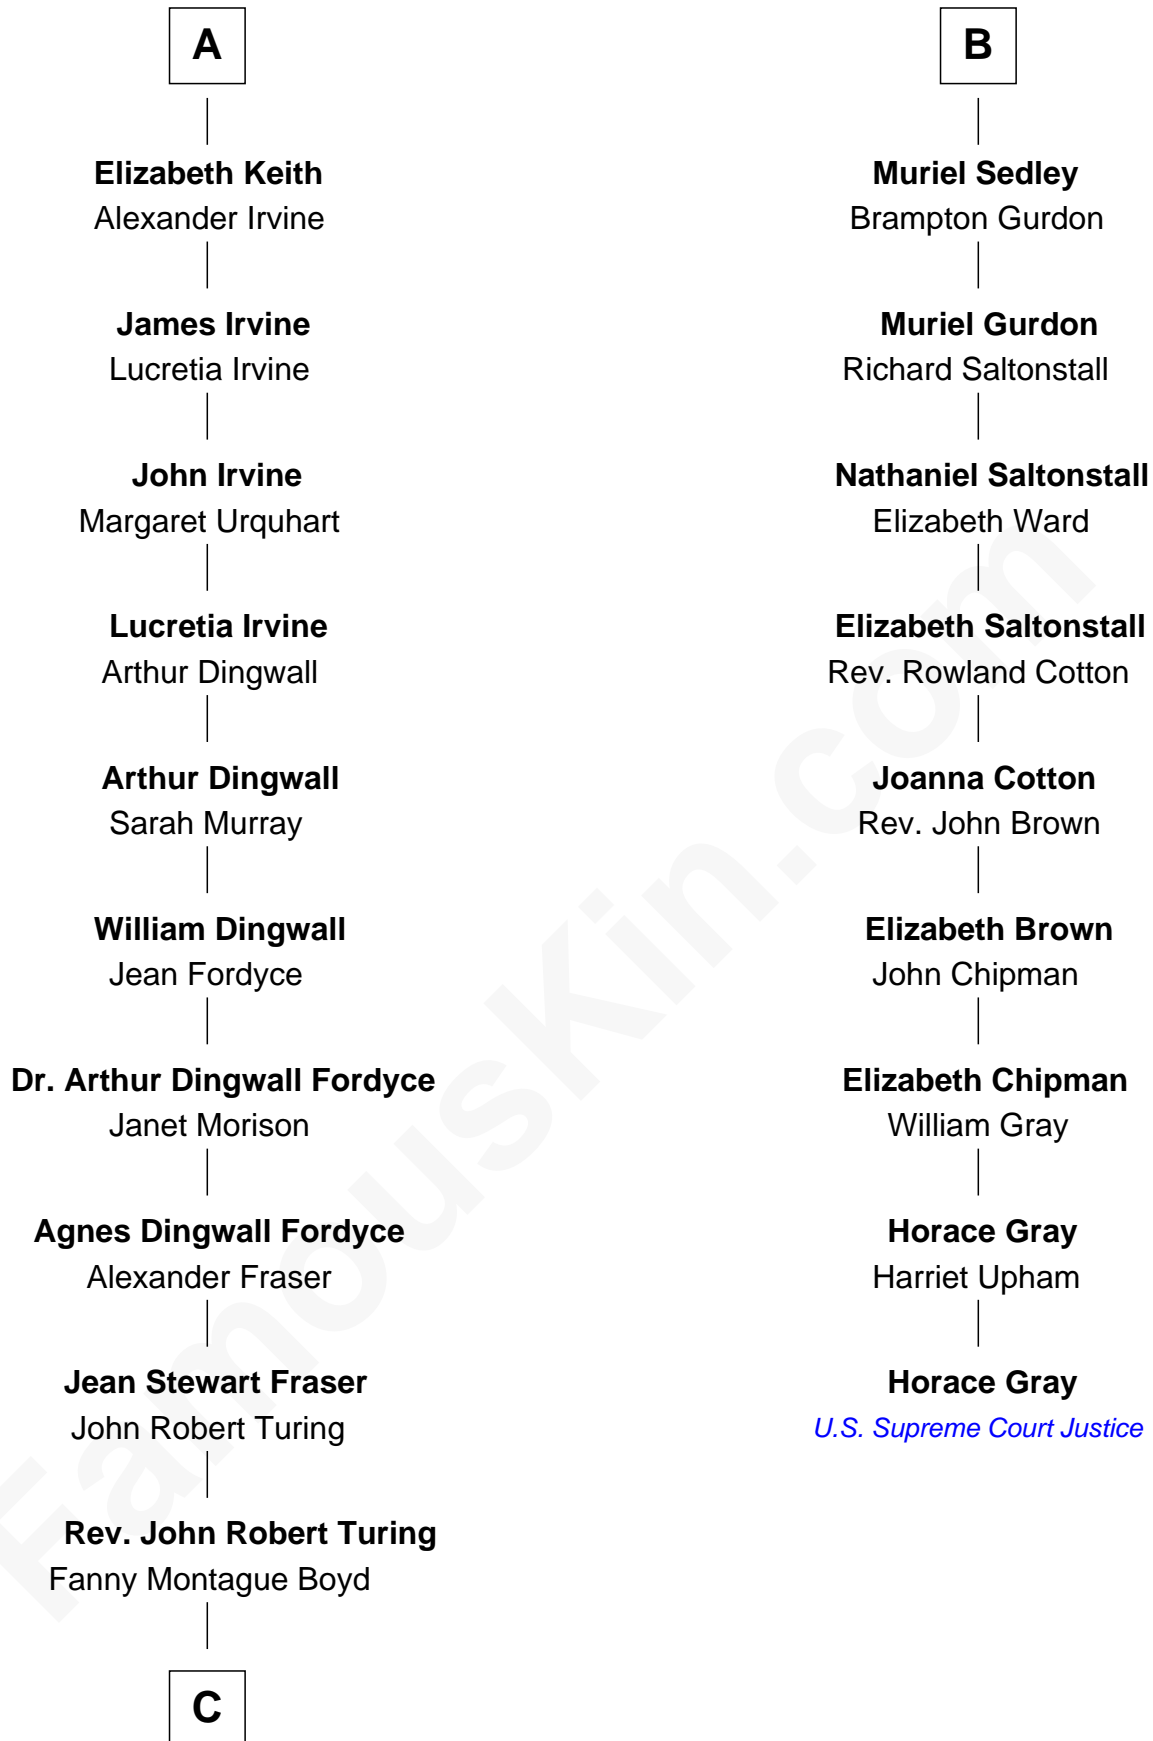 A
Elizabeth Keith
Alexander Irvine
James Irvine
Lucretia Irvine
John Irvine
Margaret Urquhart
Lucretia Irvine
Arthur Dingwall
Arthur Dingwall
Sarah Murray
William Dingwall
Jean Fordyce
Dr. Arthur Dingwall Fordyce
Janet Morison
Agnes Dingwall Fordyce
Alexander Fraser
Jean Stewart Fraser
John Robert Turing
Rev. John Robert Turing
Fanny Montague Boyd
C
B
Muriel Sedley
Brampton Gurdon
Muriel Gurdon
Richard Saltonstall
Nathaniel Saltonstall
Elizabeth Ward
Elizabeth Saltonstall
Rev. Rowland Cotton
Joanna Cotton
Rev. John Brown
Elizabeth Brown
John Chipman
Elizabeth Chipman
William Gray
Horace Gray
Harriet Upham
Horace Gray
U.S. Supreme Court Justice
FamousKin.com